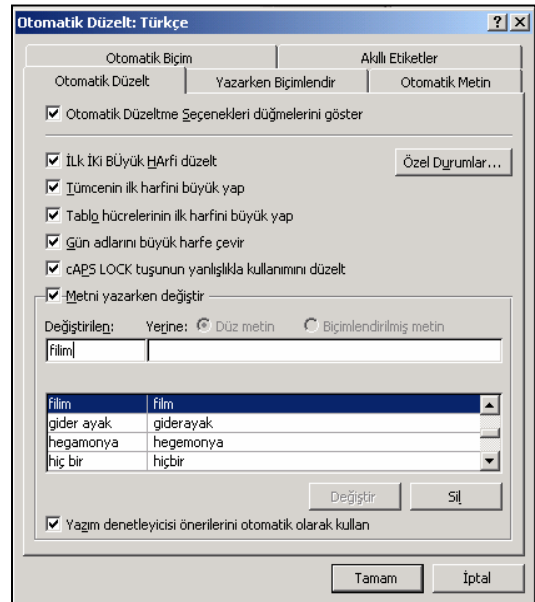 Otomatik Düzelt: Türkçe
Otomatik Biçim Akıllı Etiketler
Otomatik Düzelt Yazarken Biçimlendir Otomatik Metin
Otomatik Düzeltme Seçenekleri düğmelerini göster
İLk İKi BÜyük HArfi düzelt Özel Durumlar...
Tümcenin ilk harfini büyük yap
Tablo hücrelerinin ilk harfini büyük yap
Gün adlarını büyük harfe çevir
cAPS LOCK tuşunun yanlışlıkla kullanımını düzelt
Metni yazarken değiştir
Değiştirilen: Yerine: Düz metin Biçimlendirilmiş metin
filim
filim film
gider ayak giderayak
hegamonya hegemonya
hiç bir hiçbir
Değiştir Sil
Yazım denetleyicisi önerilerini otomatik olarak kullan
Tamam İptal